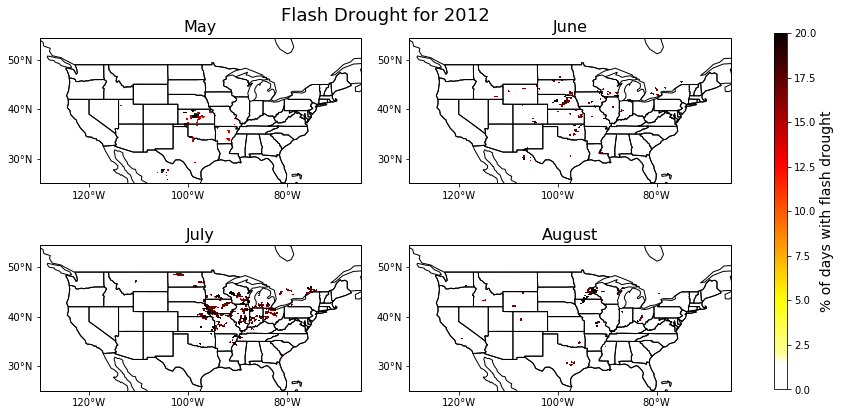 Flash Drought for 2012
May
50°N
40°N
30°N
120°W 100°W 80°W
June
50°N
40°N
30°N
120°W 100°W 80°W
July
50°N
40°N
30°N
120°W 100°W 80°W
August
50°N
40°N
30°N
120°W 100°W 80°W
20.0
17.5
15.0
12.5
10.0
7.5
5.0
2.5
0.0
% of days with flash drought